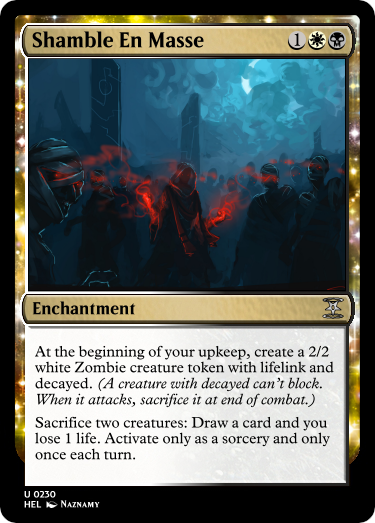 Shamble En Masse 1
Enchantment
At the beginning of your upkeep, create a 2/2
white Zombie creature token with lifelink and
decayed. (A creature with decayed can't block.
When it attacks, sacrifice it at end of combat.)
Sacrifice two creatures: Draw a card and you
lose 1 life. Activate only as a sorcery and only
once each turn.
U 0230
HEL Naznamy